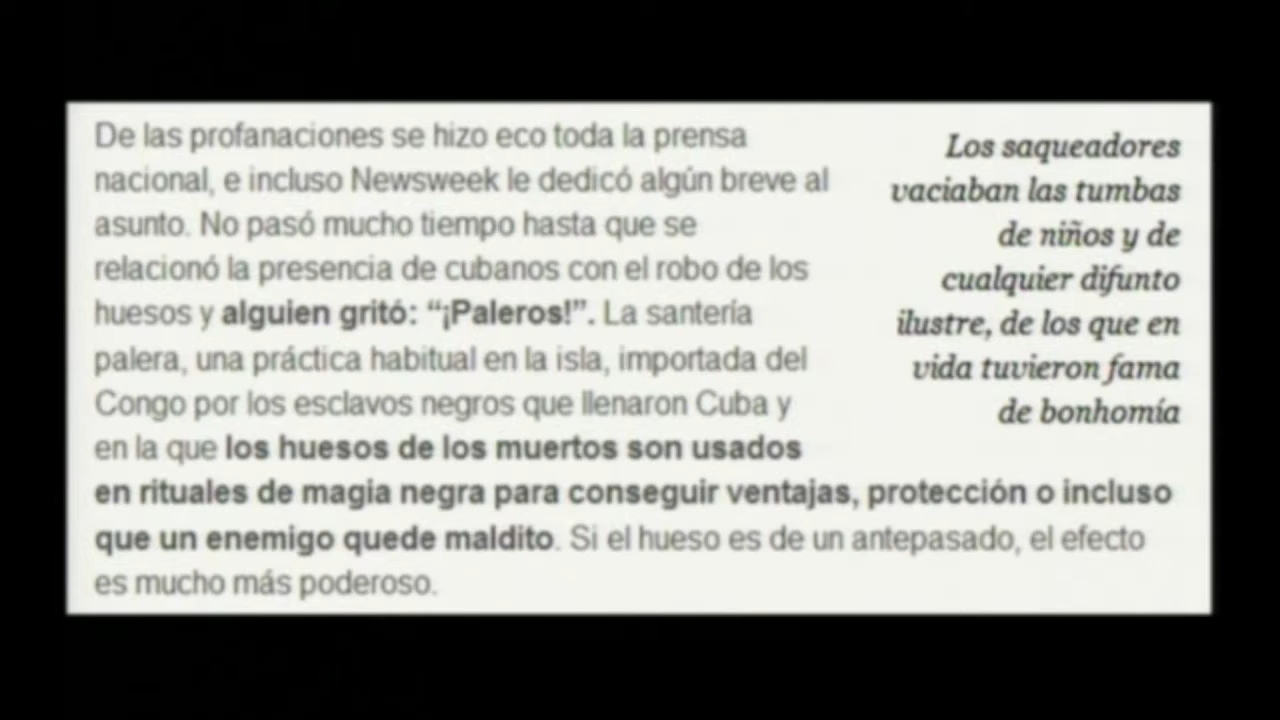 De las profanaciones se hizo eco toda la prensa
nacional, e incluso Newsweek le dedicó algún breve al
asunto. No pasó mucho tiempo hasta que se
relacionó la presencia de cubanos con el robo de los
huesos y alguien gritó: “¡Paleros!”. La santería
palera, una práctica habitual en la isla, importada del
Congo por los esclavos negros que llenaron Cuba y
en la que los huesos de los muertos son usados
en rituales de magia negra para conseguir ventajas, protección o incluso
que un enemigo quede maldito. Si el hueso es de un antepasado, el efecto
es mucho más poderoso.
Los saqueadores
vaciaban las tumbas
de niños y de
cualquier difunto
ilustre, de los que en
vida tuvieron fama
de bonhomía